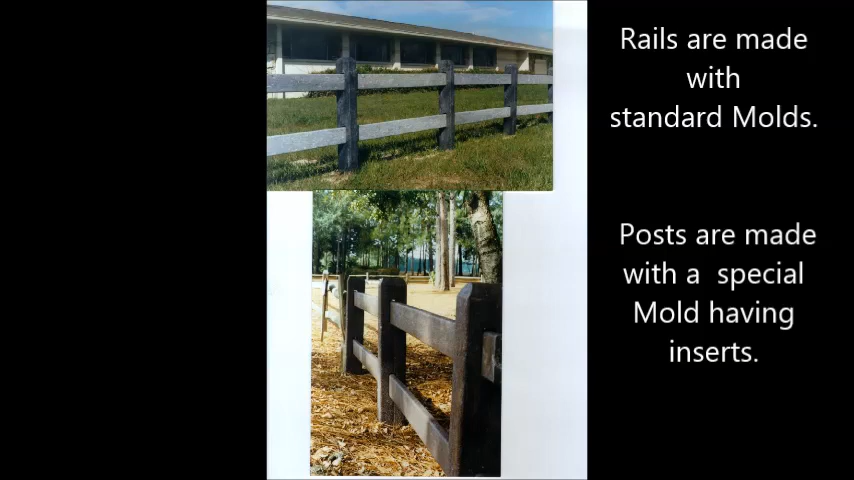 Rails are made
with
standard Molds.
Posts are made
with a  special
Mold having
inserts.